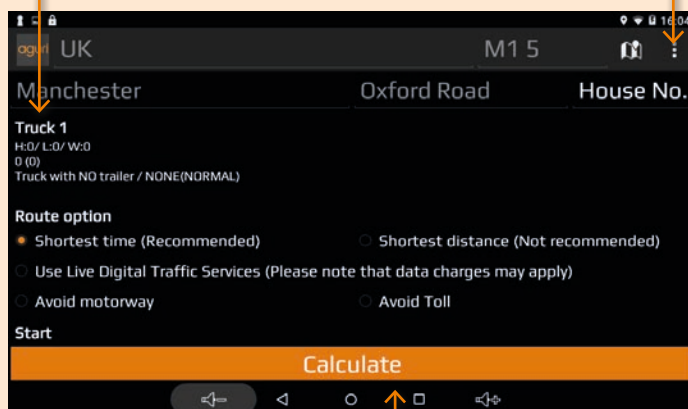 16:04
aguri UK M1 5
Manchester Oxford Road House No.
Truck 1
H:0/ L:0/ W:0
0 (0)
Truck with NO trailer / NONE(NORMAL)
Route option
Shortest time (Recommended) Shortest distance (Not recommended)
Use Live Digital Traffic Services (Please note that data charges may apply)
Avoid motorway Avoid Toll
Start
Calculate